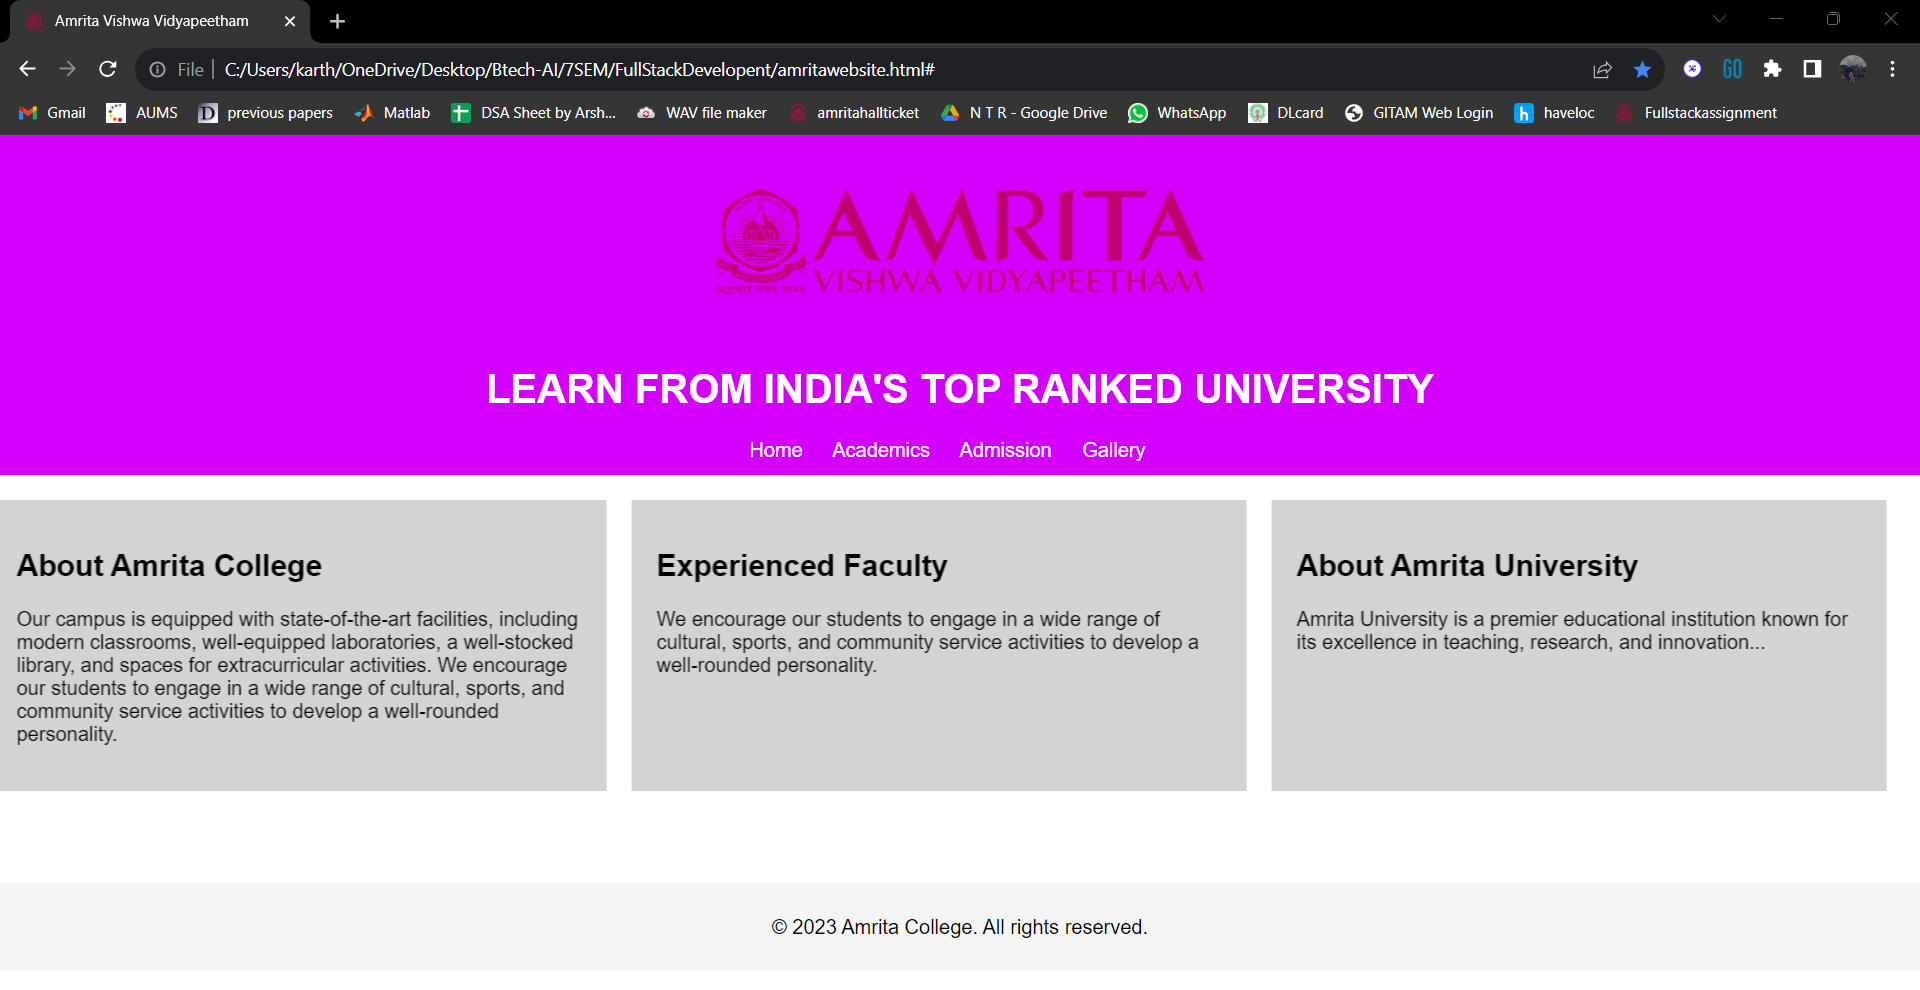 Amrita Vishwa Vidyapeetham
File
C:/Users/karth/OneDrive/Desktop/Btech-AI/7SEM/FullStackDevelopent/amritawebsite.html#
GO
Gmail AUMS D previous papers Matlab DSA Sheet by Arsh... WAV file maker amritahallticket N T R - Google Drive WhatsApp DLcard GITAM Web Login h haveloc Fullstackassignment
AMRITA
VISHWA VIDYAPEETHAM
LEARN FROM INDIA'S TOP RANKED UNIVERSITY
Home Academics Admission Gallery
About Amrita College
Our campus is equipped with state-of-the-art facilities, including
modern classrooms, well-equipped laboratories, a well-stocked
library, and spaces for extracurricular activities. We encourage
our students to engage in a wide range of cultural, sports, and
community service activities to develop a well-rounded
personality.
Experienced Faculty
We encourage our students to engage in a wide range of
cultural, sports, and community service activities to develop a
well-rounded personality.
About Amrita University
Amrita University is a premier educational institution known for
its excellence in teaching, research, and innovation...
© 2023 Amrita College. All rights reserved.